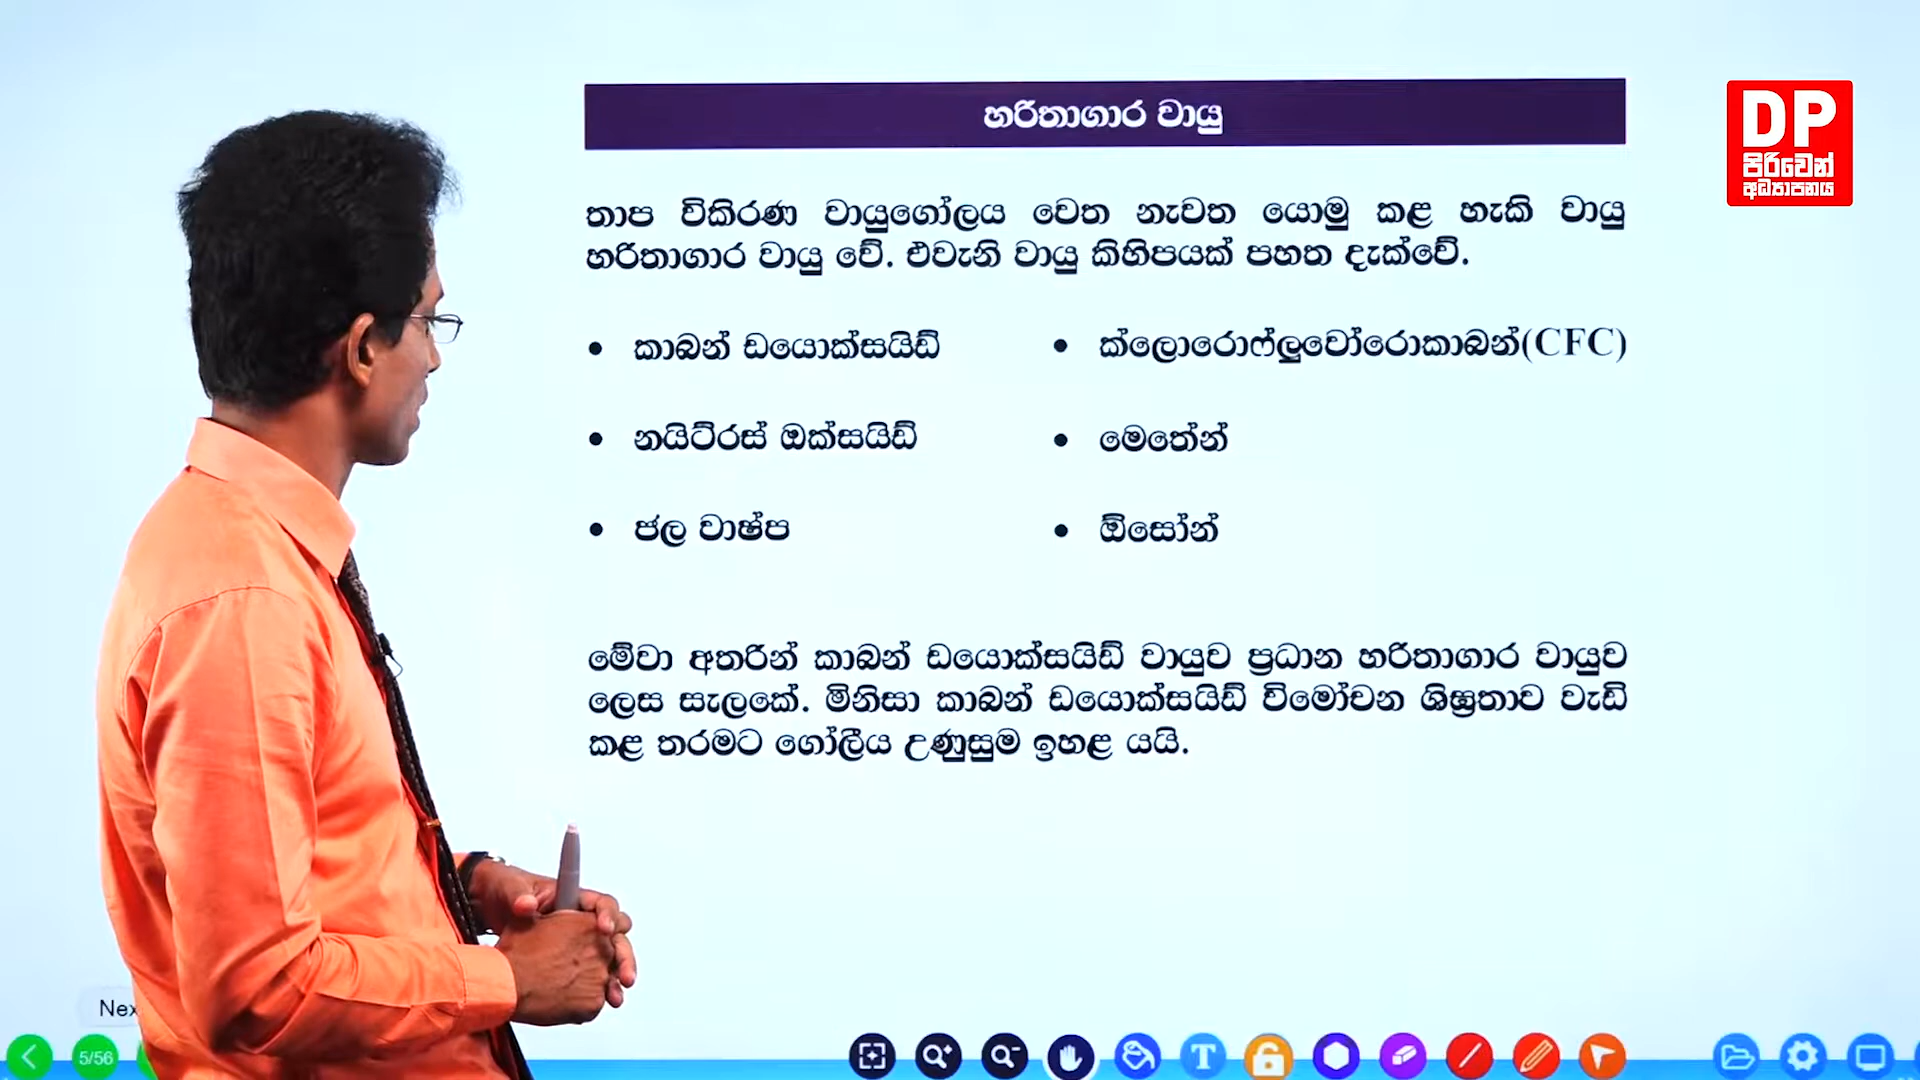 හරිතාගාර වායු
DP
පිරිවෙන්
අධ්‍යාපනය
තාප විකිරණ වායුගෝලය වෙත නැවත යොමු කළ හැකි වායු
හරිතාගාර වායු වේ. එවැනි වායු කිහිපයක් පහත දැක්වේ.
• කාබන් ඩයොක්සයිඩ්
• ක්ලොරොෆ්ලුවෝරොකාබන්(CFC)
• නයිට්රස් ඔක්සයිඩ්
• මෙතේන්
• ජල වාෂ්ප
• ඕසෝන්
මේවා අතරින් කාබන් ඩයොක්සයිඩ් වායුව ප්‍රධාන හරිතාගාර වායුව
ලෙස සැලකේ. මිනිසා කාබන් ඩයොක්සයිඩ් විමෝචන ශිඝ්‍රතාව වැඩි
කළ තරමට ගෝලීය උණුසුම ඉහළ යයි.
5/56
T